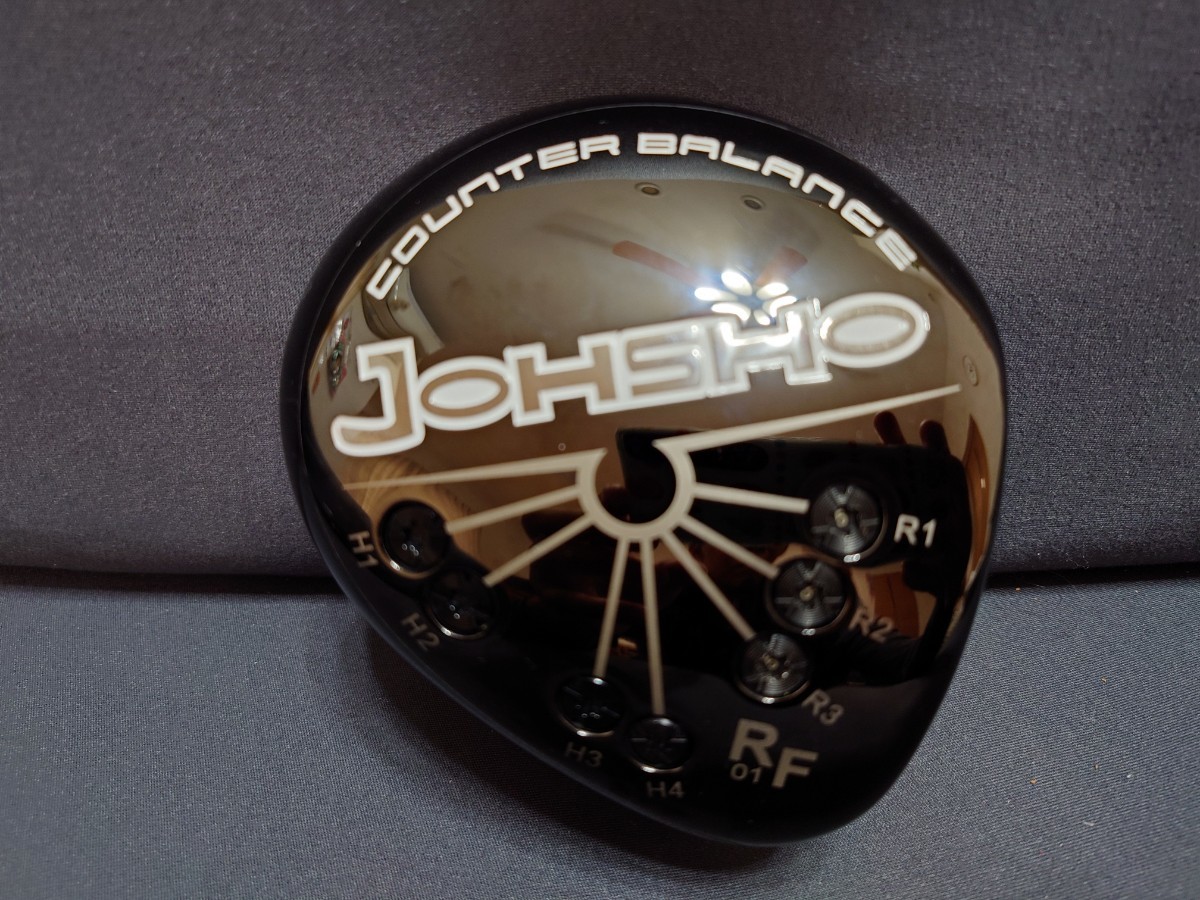 COUNTER BALANCE
JOHSHO
H1
H2
H3
H4
R1
R2
R3
RF
01